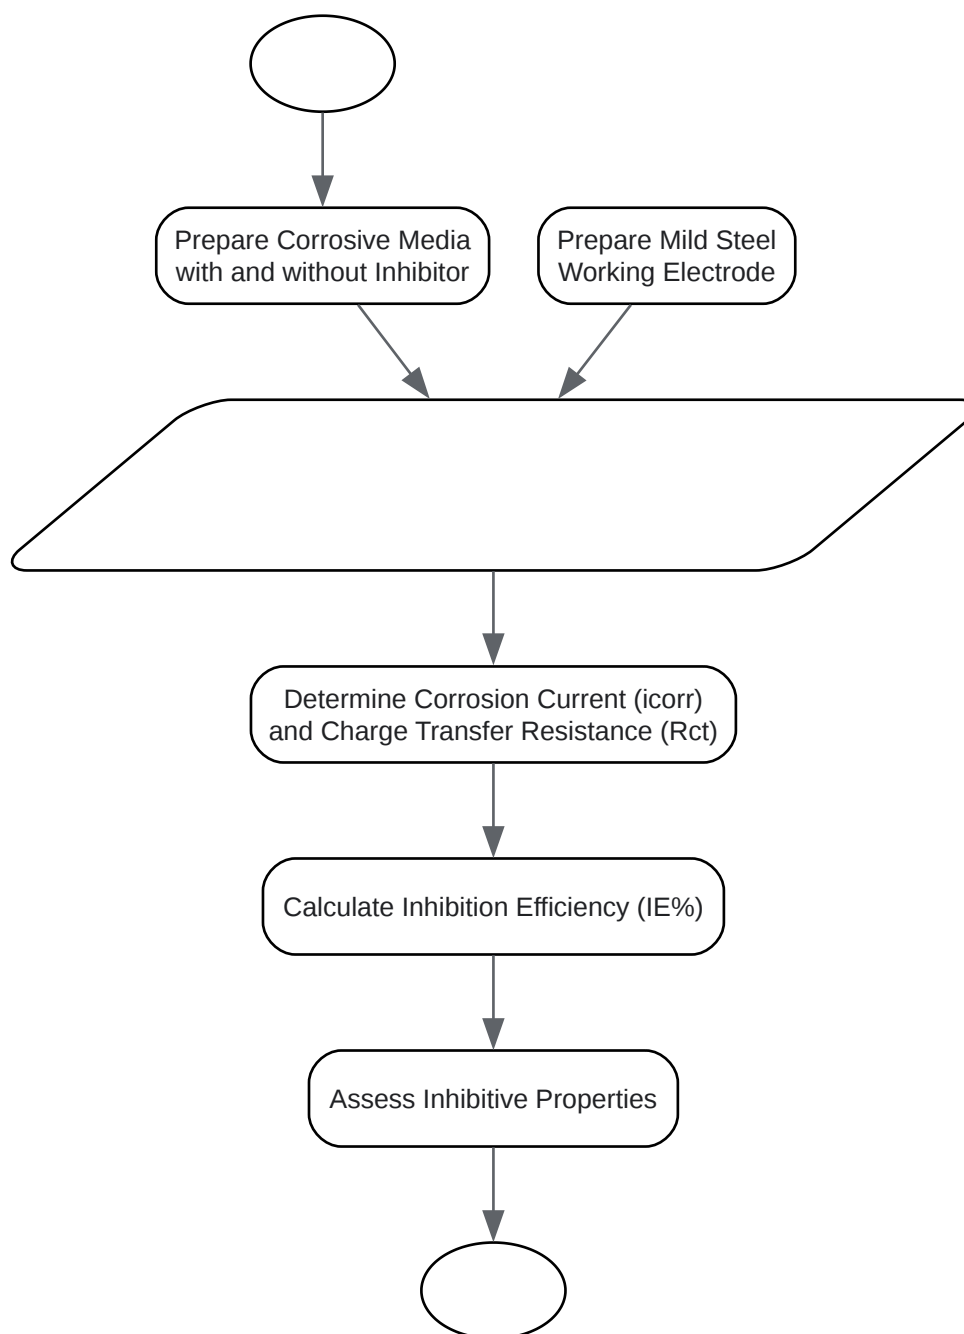 Prepare Corrosive Media
with and without Inhibitor
Prepare Mild Steel
Working Electrode
Determine Corrosion Current (icorr)
and Charge Transfer Resistance (Rct)
Calculate Inhibition Efficiency (IE%)
Assess Inhibitive Properties